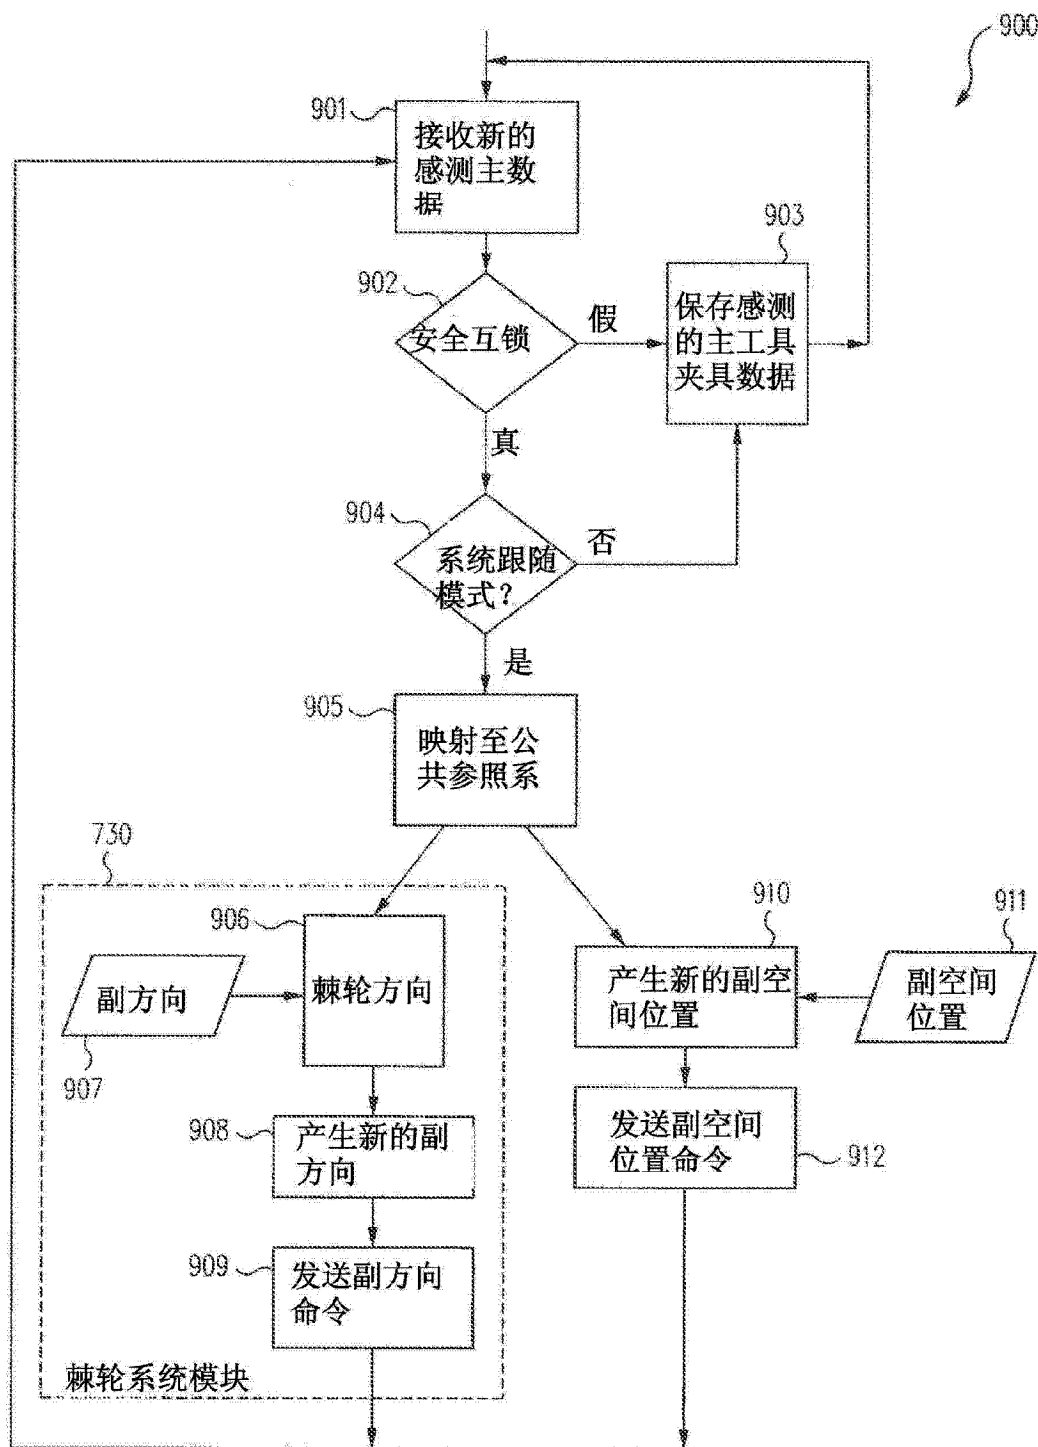 900
901
接收新的
感测主数
据
902
安全互锁
假
903
保存感测
的主工具
夹具数据
真
904
系统跟随
模式?
否
是
905
映射至公
共参照系
730
906
棘轮方向
副方向
907
908
产生新的副
方向
909
发送副方向
命令
棘轮系统模块
910
产生新的副空
间位置
911
副空间
位置
发送副空间
位置命令
912